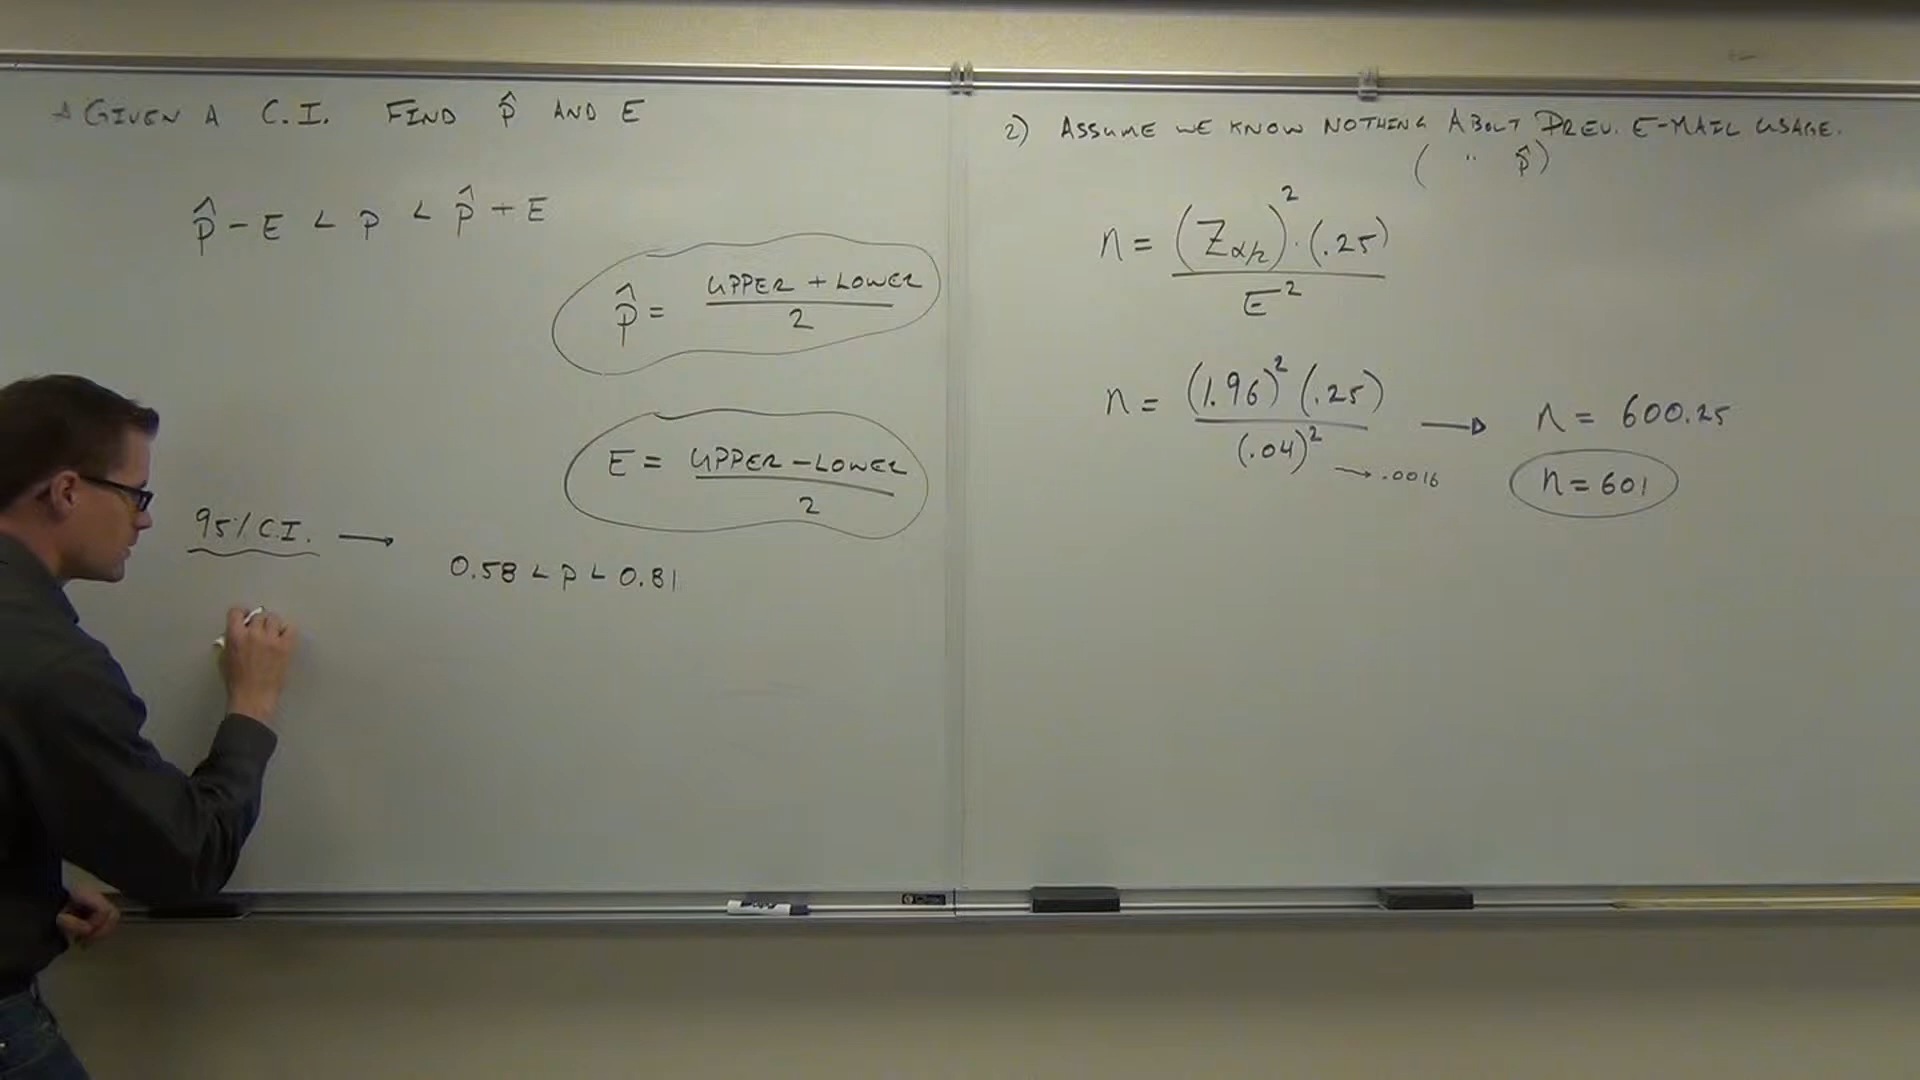 GIVEN A C.I. FIND p̂ AND E
p̂ - E < p < p̂ + E
p̂ = UPPER + LOWER / 2
E = UPPER - LOWER / 2
95% C.I. →
0.58 < p < 0.81
2) ASSUME WE KNOW NOTHING ABOUT PREV. E-MAIL USAGE.
( " p̂ )
n = (Zα/2)² · (.25) / E²
n = (1.96)² (.25) / (.04)² → n = 600.25
→ .0016
n = 601